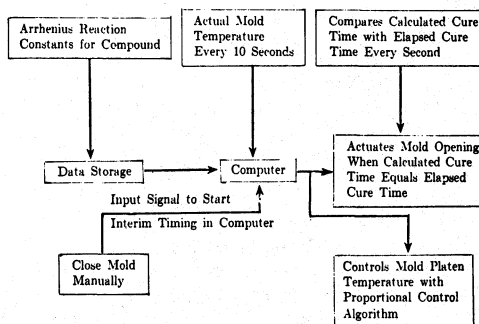 Arrhenius Reaction
Constants for Compound
Actual Mold
Temperature
Every 10 Seconds
Compares Calculated Cure
Time with Elapsed Cure
Time Every Second
Data Storage
Computer
Actuates Mold Opening
When Calculated Cure
Time Equals Elapsed
Cure Time
Input Signal to Start
Interim Timing in Computer
Close Mold
Manually
Controls Mold Platen
Temperature with
Proportional Control
Algorithm